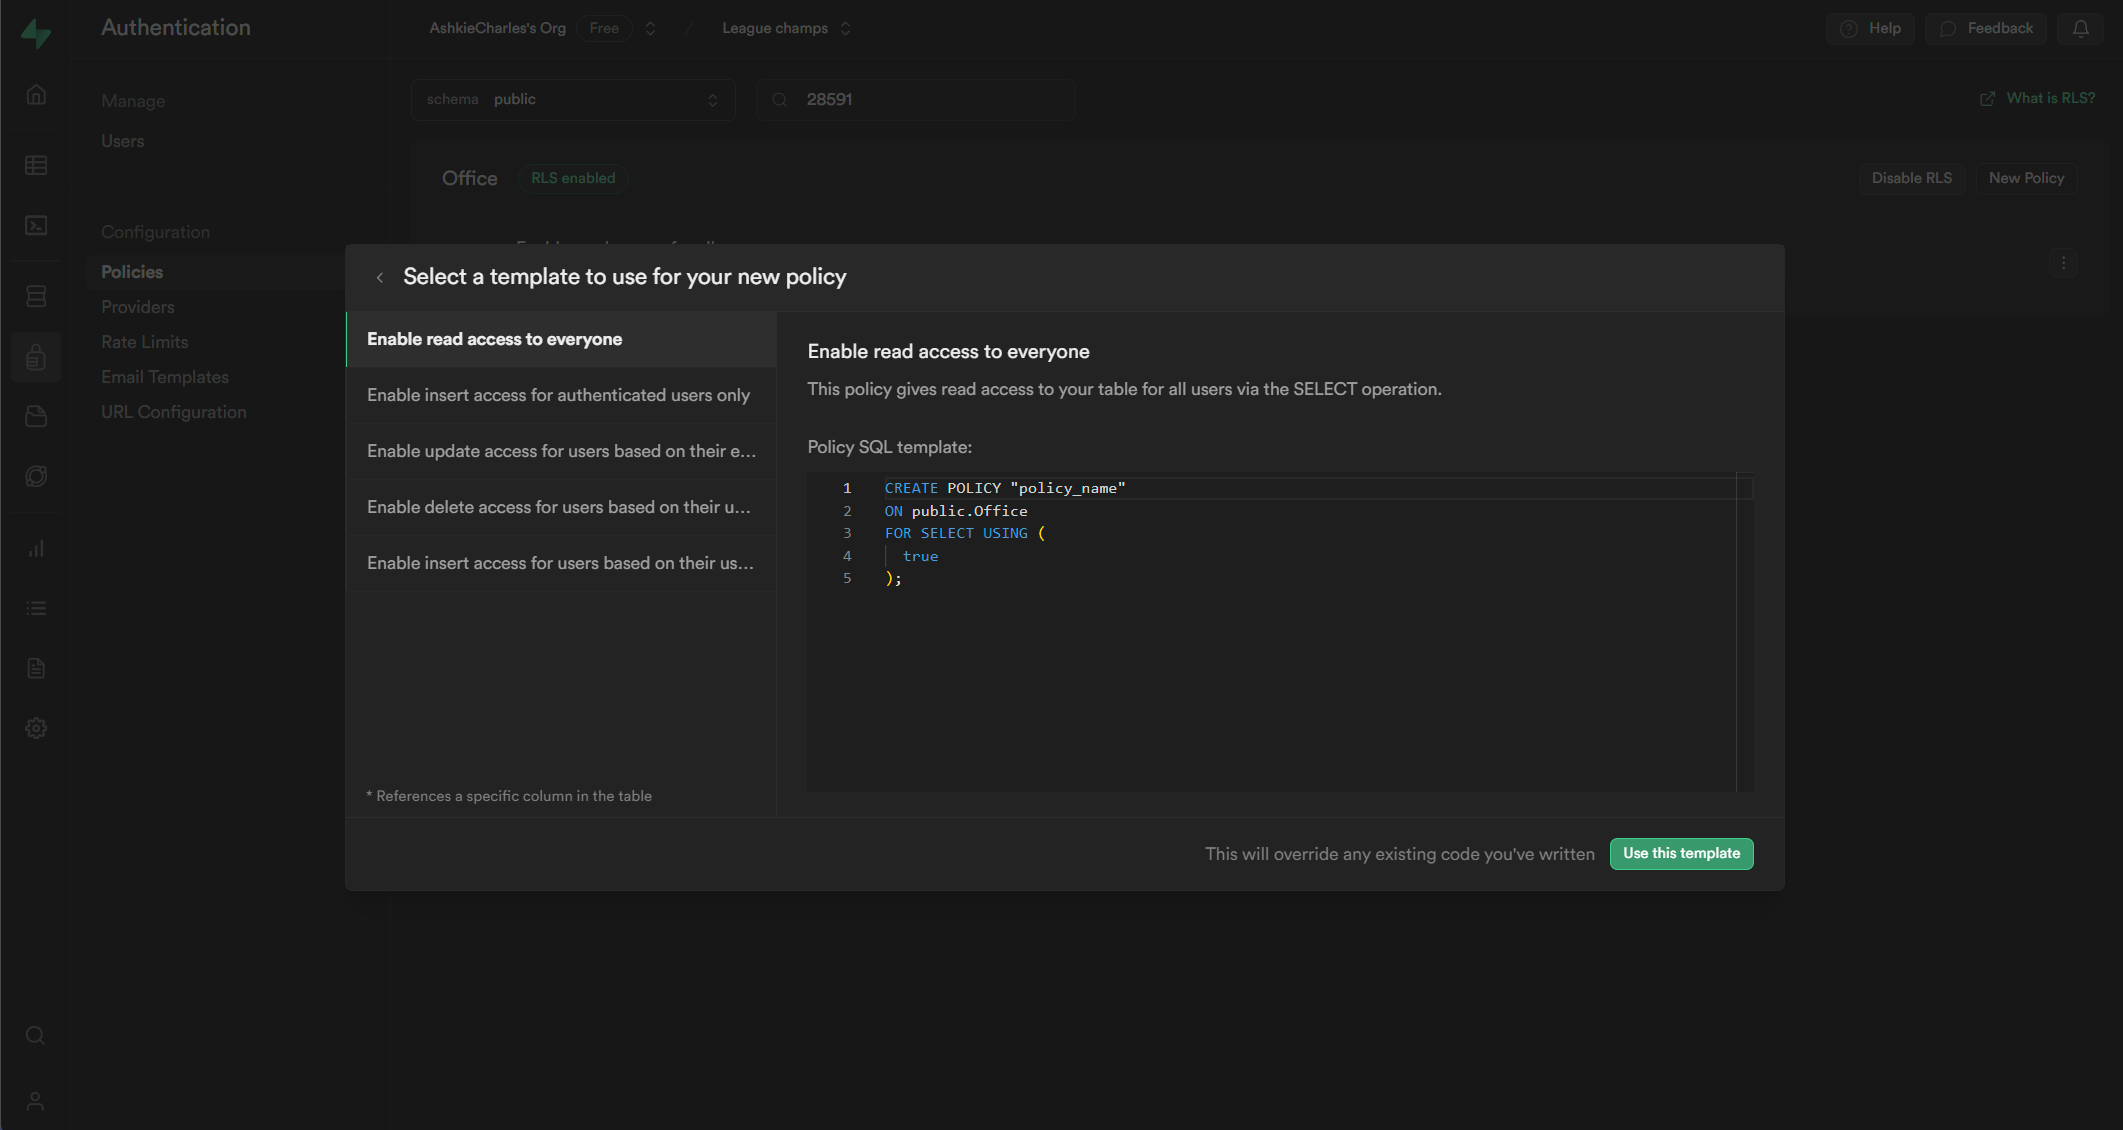 Authentication
AshkieCharles's Org Free / League champs
Help Feedback
Manage
Users
Configuration
Policies
Providers
Rate Limits
Email Templates
URL Configuration
schema public
28591
What is RLS?
Office RLS enabled
Disable RLS New Policy
Select a template to use for your new policy
Enable read access to everyone
Enable insert access for authenticated users only
Enable update access for users based on their e...
Enable delete access for users based on their u...
Enable insert access for users based on their us...
* References a specific column in the table
Enable read access to everyone
This policy gives read access to your table for all users via the SELECT operation.
Policy SQL template:
1 CREATE POLICY "policy_name"
2 ON public.Office
3 FOR SELECT USING (
4 true
5 );
This will override any existing code you've written Use this template